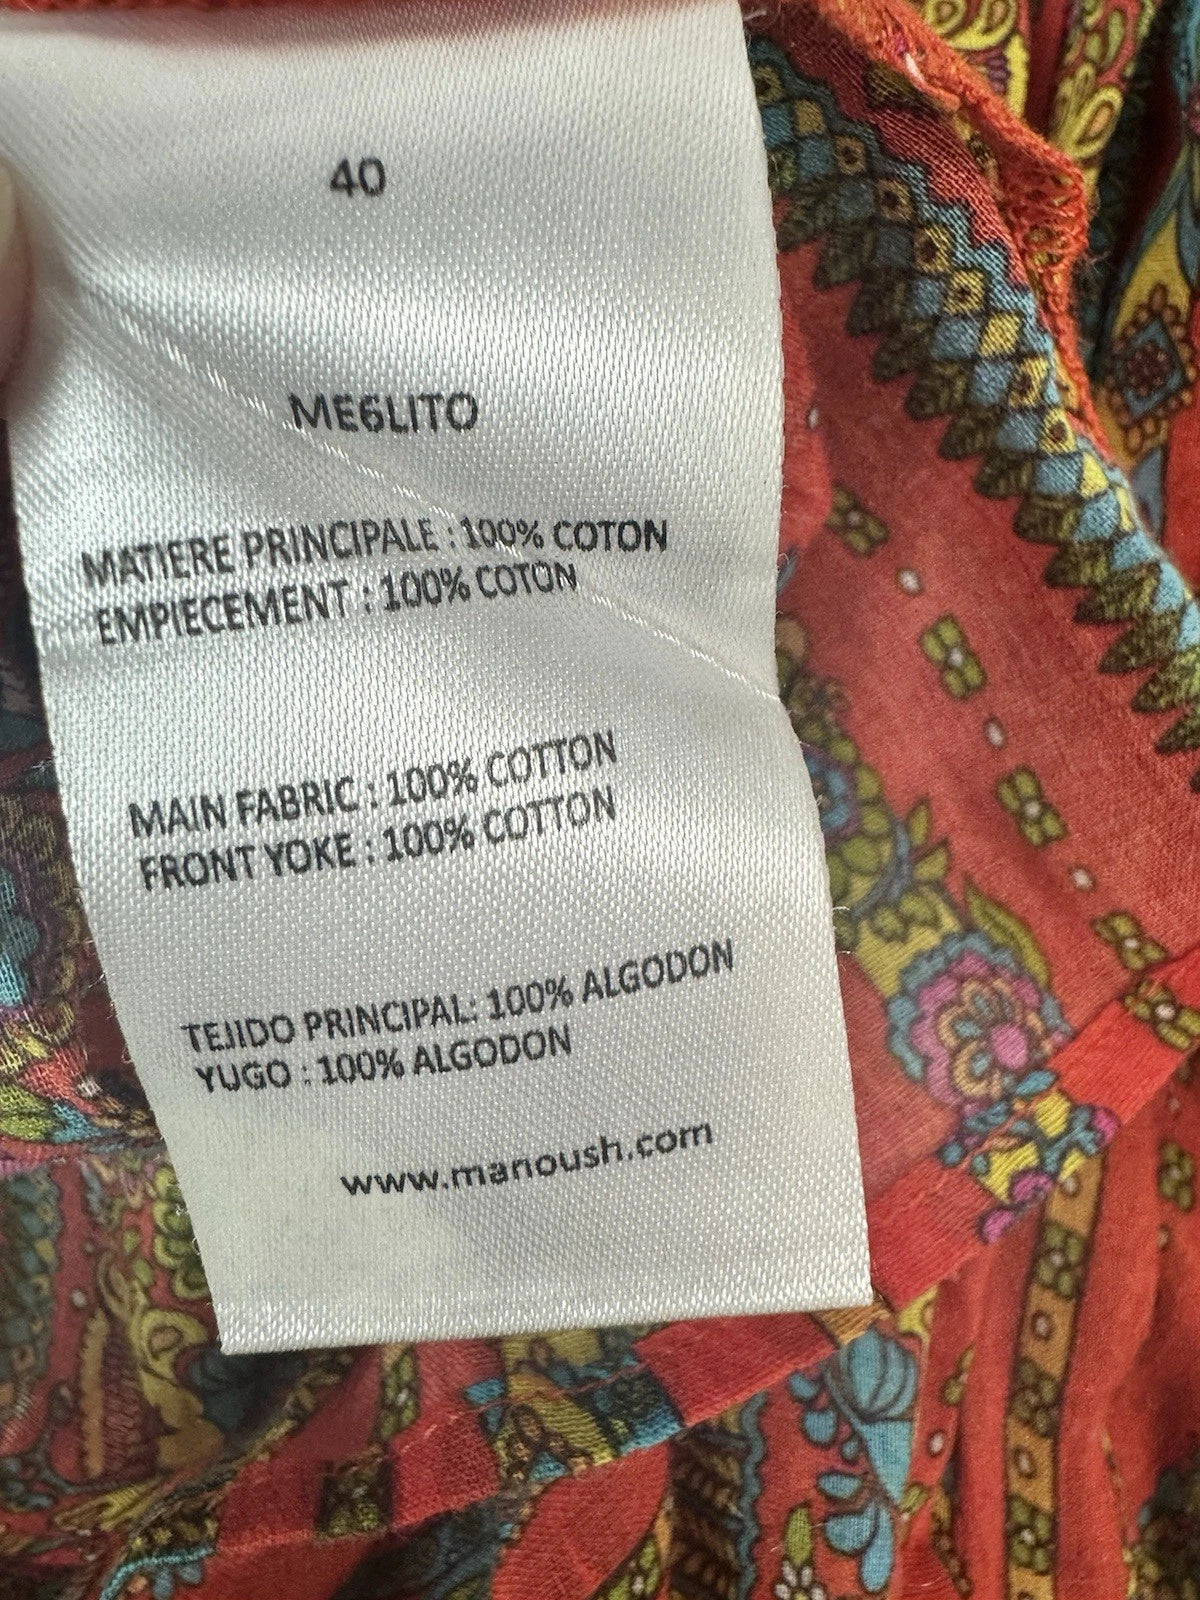 40
ME6LITO
MATIERE PRINCIPALE : 100% COTON
EMPIECEMENT : 100% COTON
MAIN FABRIC : 100% COTTON
FRONT YOKE : 100% COTTON
TEJIDO PRINCIPAL: 100% ALGODON
YUGO : 100% ALGODON
www.manoush.com